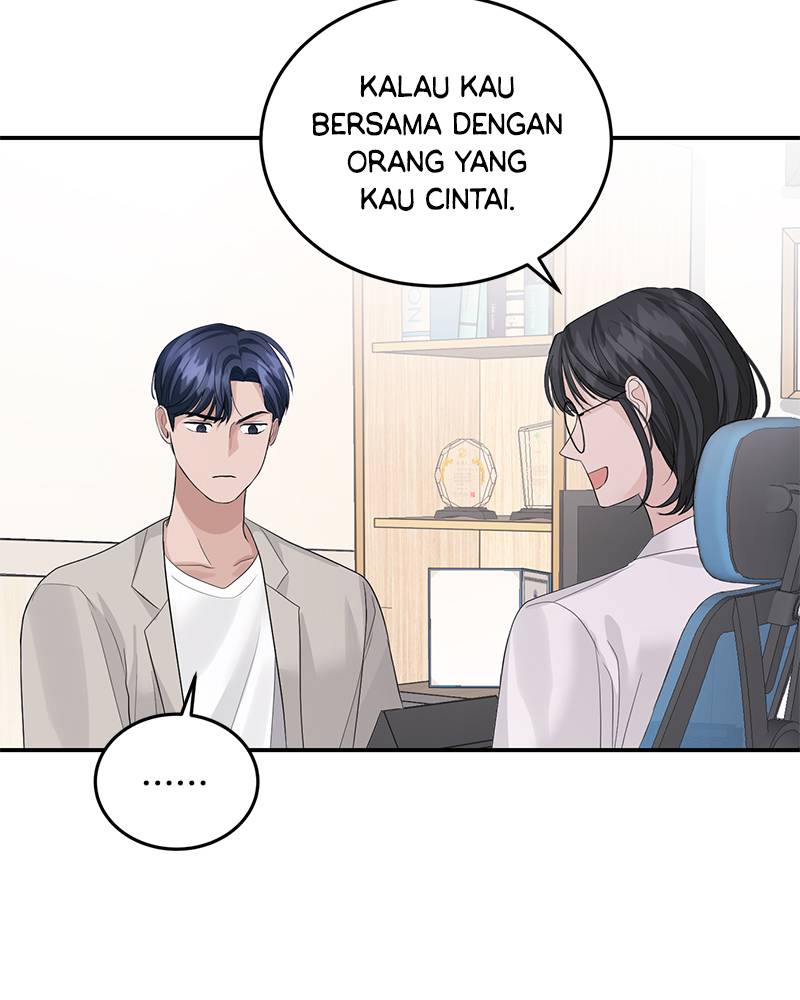 KALAU KAU
BERSAMA DENGAN
ORANG YANG
KAU CINTAI.
......